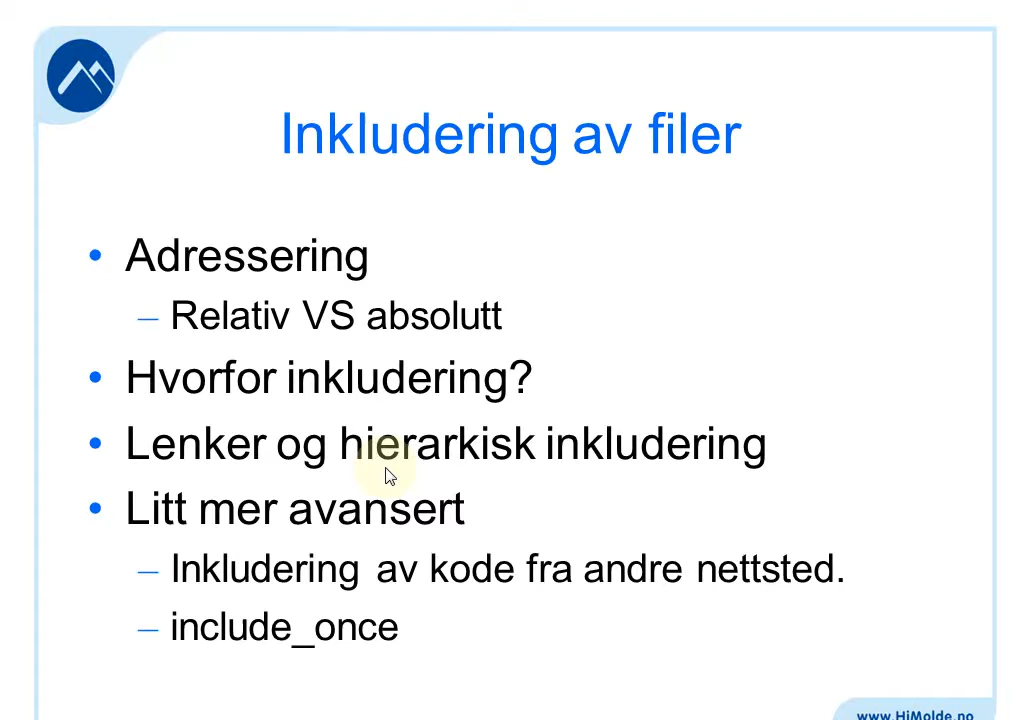 Inkludering av filer
• Adressering
– Relativ VS absolutt
• Hvorfor inkludering?
• Lenker og hierarkisk inkludering
• Litt mer avansert
– Inkludering av kode fra andre nettsted.
– include_once
www.HiMolde.no